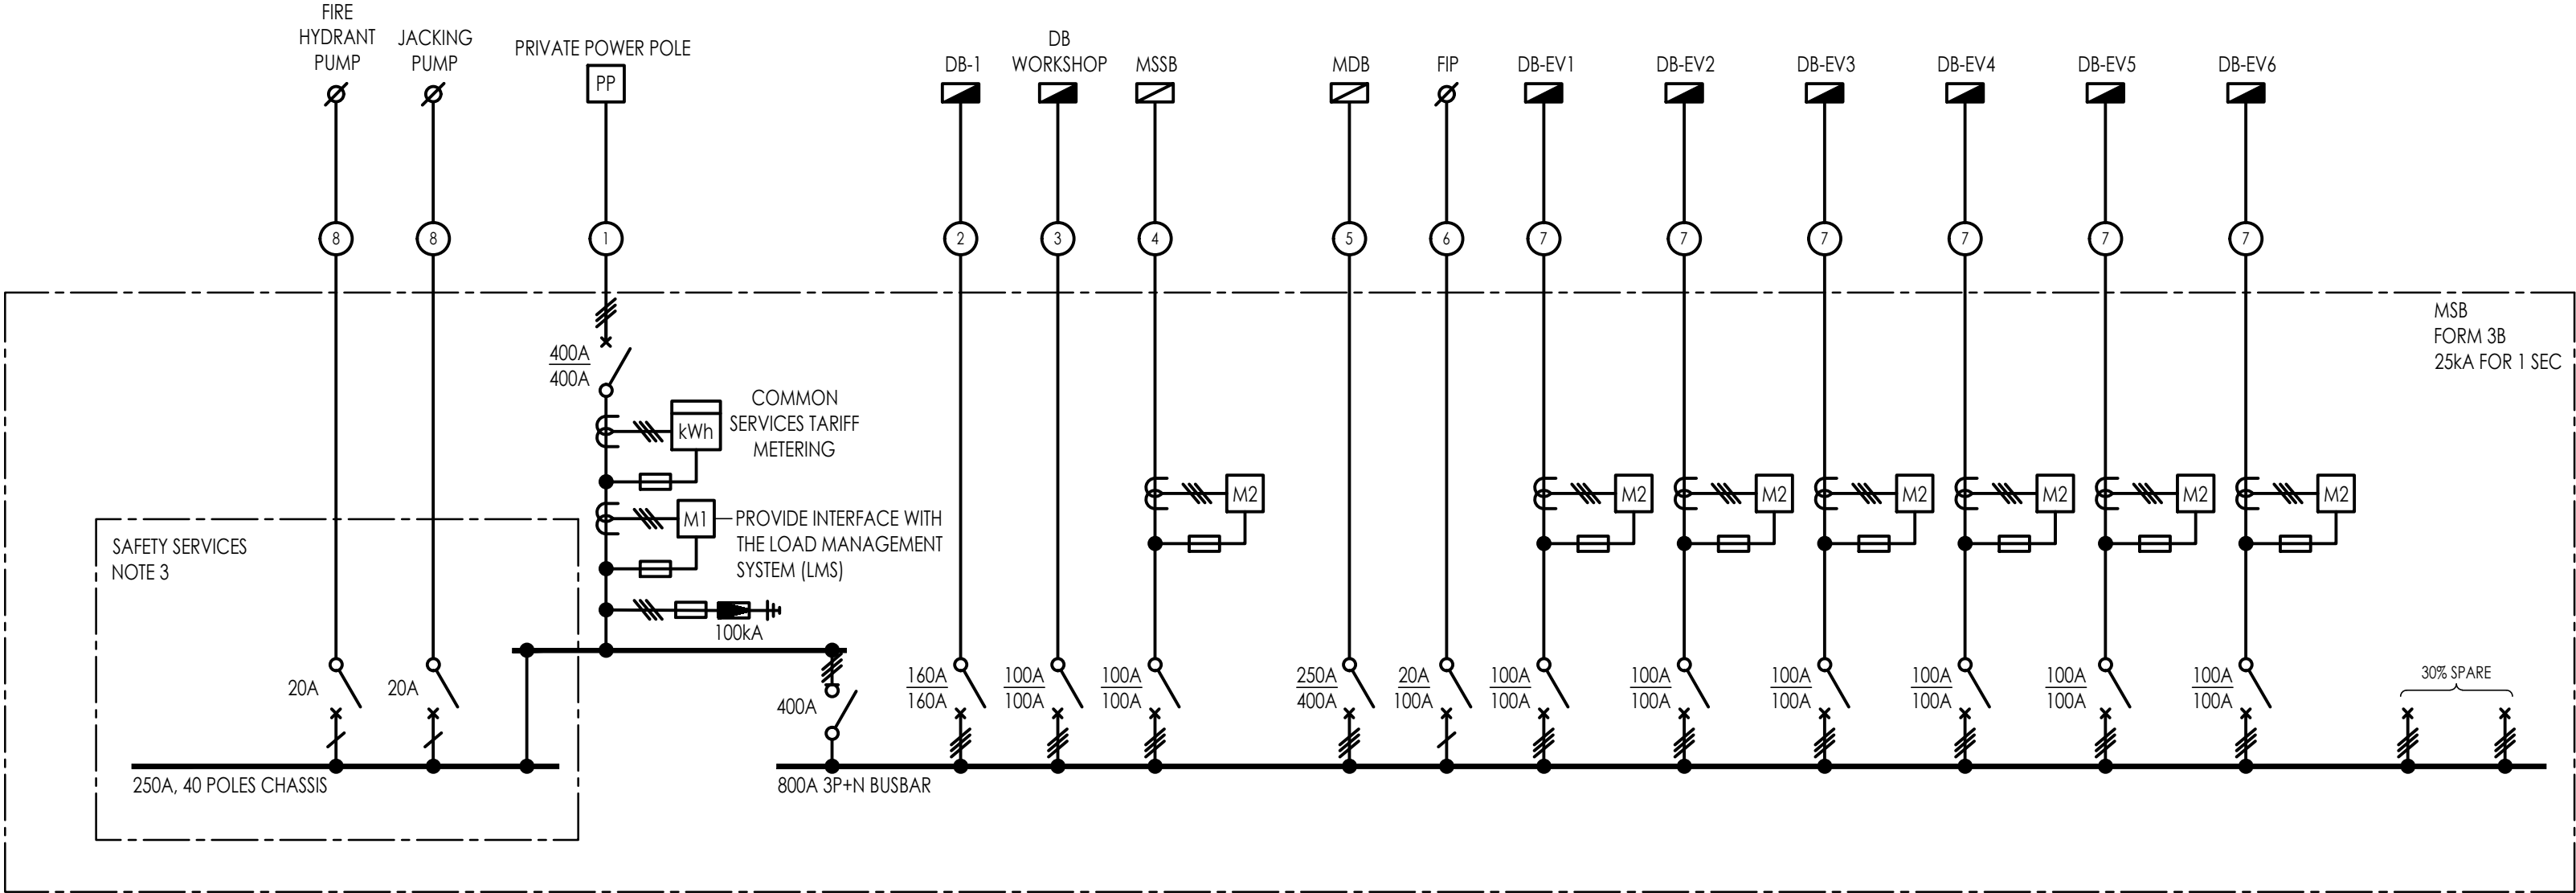 FIRE
HYDRANT
PUMP
JACKING
PUMP
PRIVATE POWER POLE
PP
DB-1
DB
WORKSHOP
MSSB
MDB
FIP
DB-EV1
DB-EV2
DB-EV3
DB-EV4
DB-EV5
DB-EV6
8
8
1
2
3
4
5
6
7
7
7
7
7
7
MSB
FORM 3B
25kA FOR 1 SEC
400A
400A
kWh
COMMON
SERVICES TARIFF
METERING
M1
PROVIDE INTERFACE WITH
THE LOAD MANAGEMENT
SYSTEM (LMS)
100kA
M2
M2
M2
M2
M2
M2
M2
SAFETY SERVICES
NOTE 3
20A
20A
400A
160A
160A
100A
100A
100A
100A
250A
400A
20A
100A
100A
100A
100A
100A
100A
100A
100A
100A
100A
100A
100A
100A
30% SPARE
250A, 40 POLES CHASSIS
800A 3P+N BUSBAR